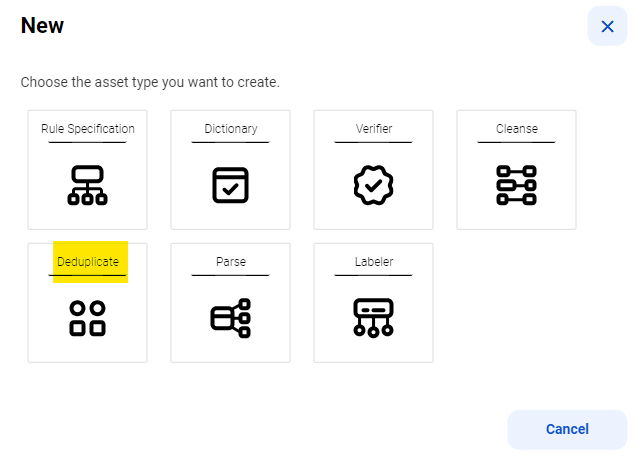 New
Choose the asset type you want to create.
Rule Specification
Dictionary
Verifier
Cleanse
Deduplicate
Parse
Labeler
Cancel